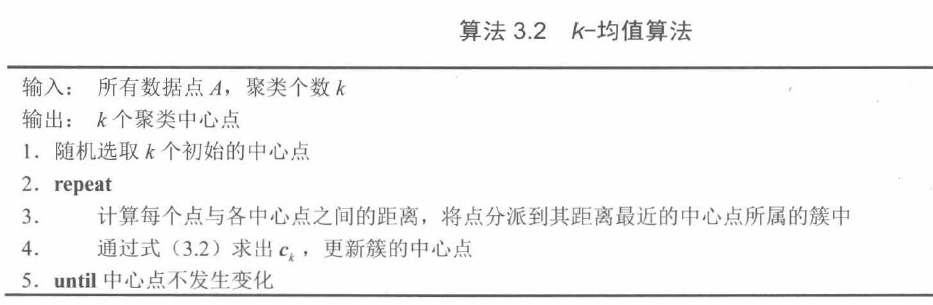 算法 3.2 k-均值算法
输入： 所有数据点 A，聚类个数 k
输出： k 个聚类中心点
1. 随机选取 k 个初始的中心点
2. repeat
3. 计算每个点与各中心点之间的距离，将点分派到其距离最近的中心点所属的簇中
4. 通过式（3.2）求出 cₖ，更新簇的中心点
5. until 中心点不发生变化